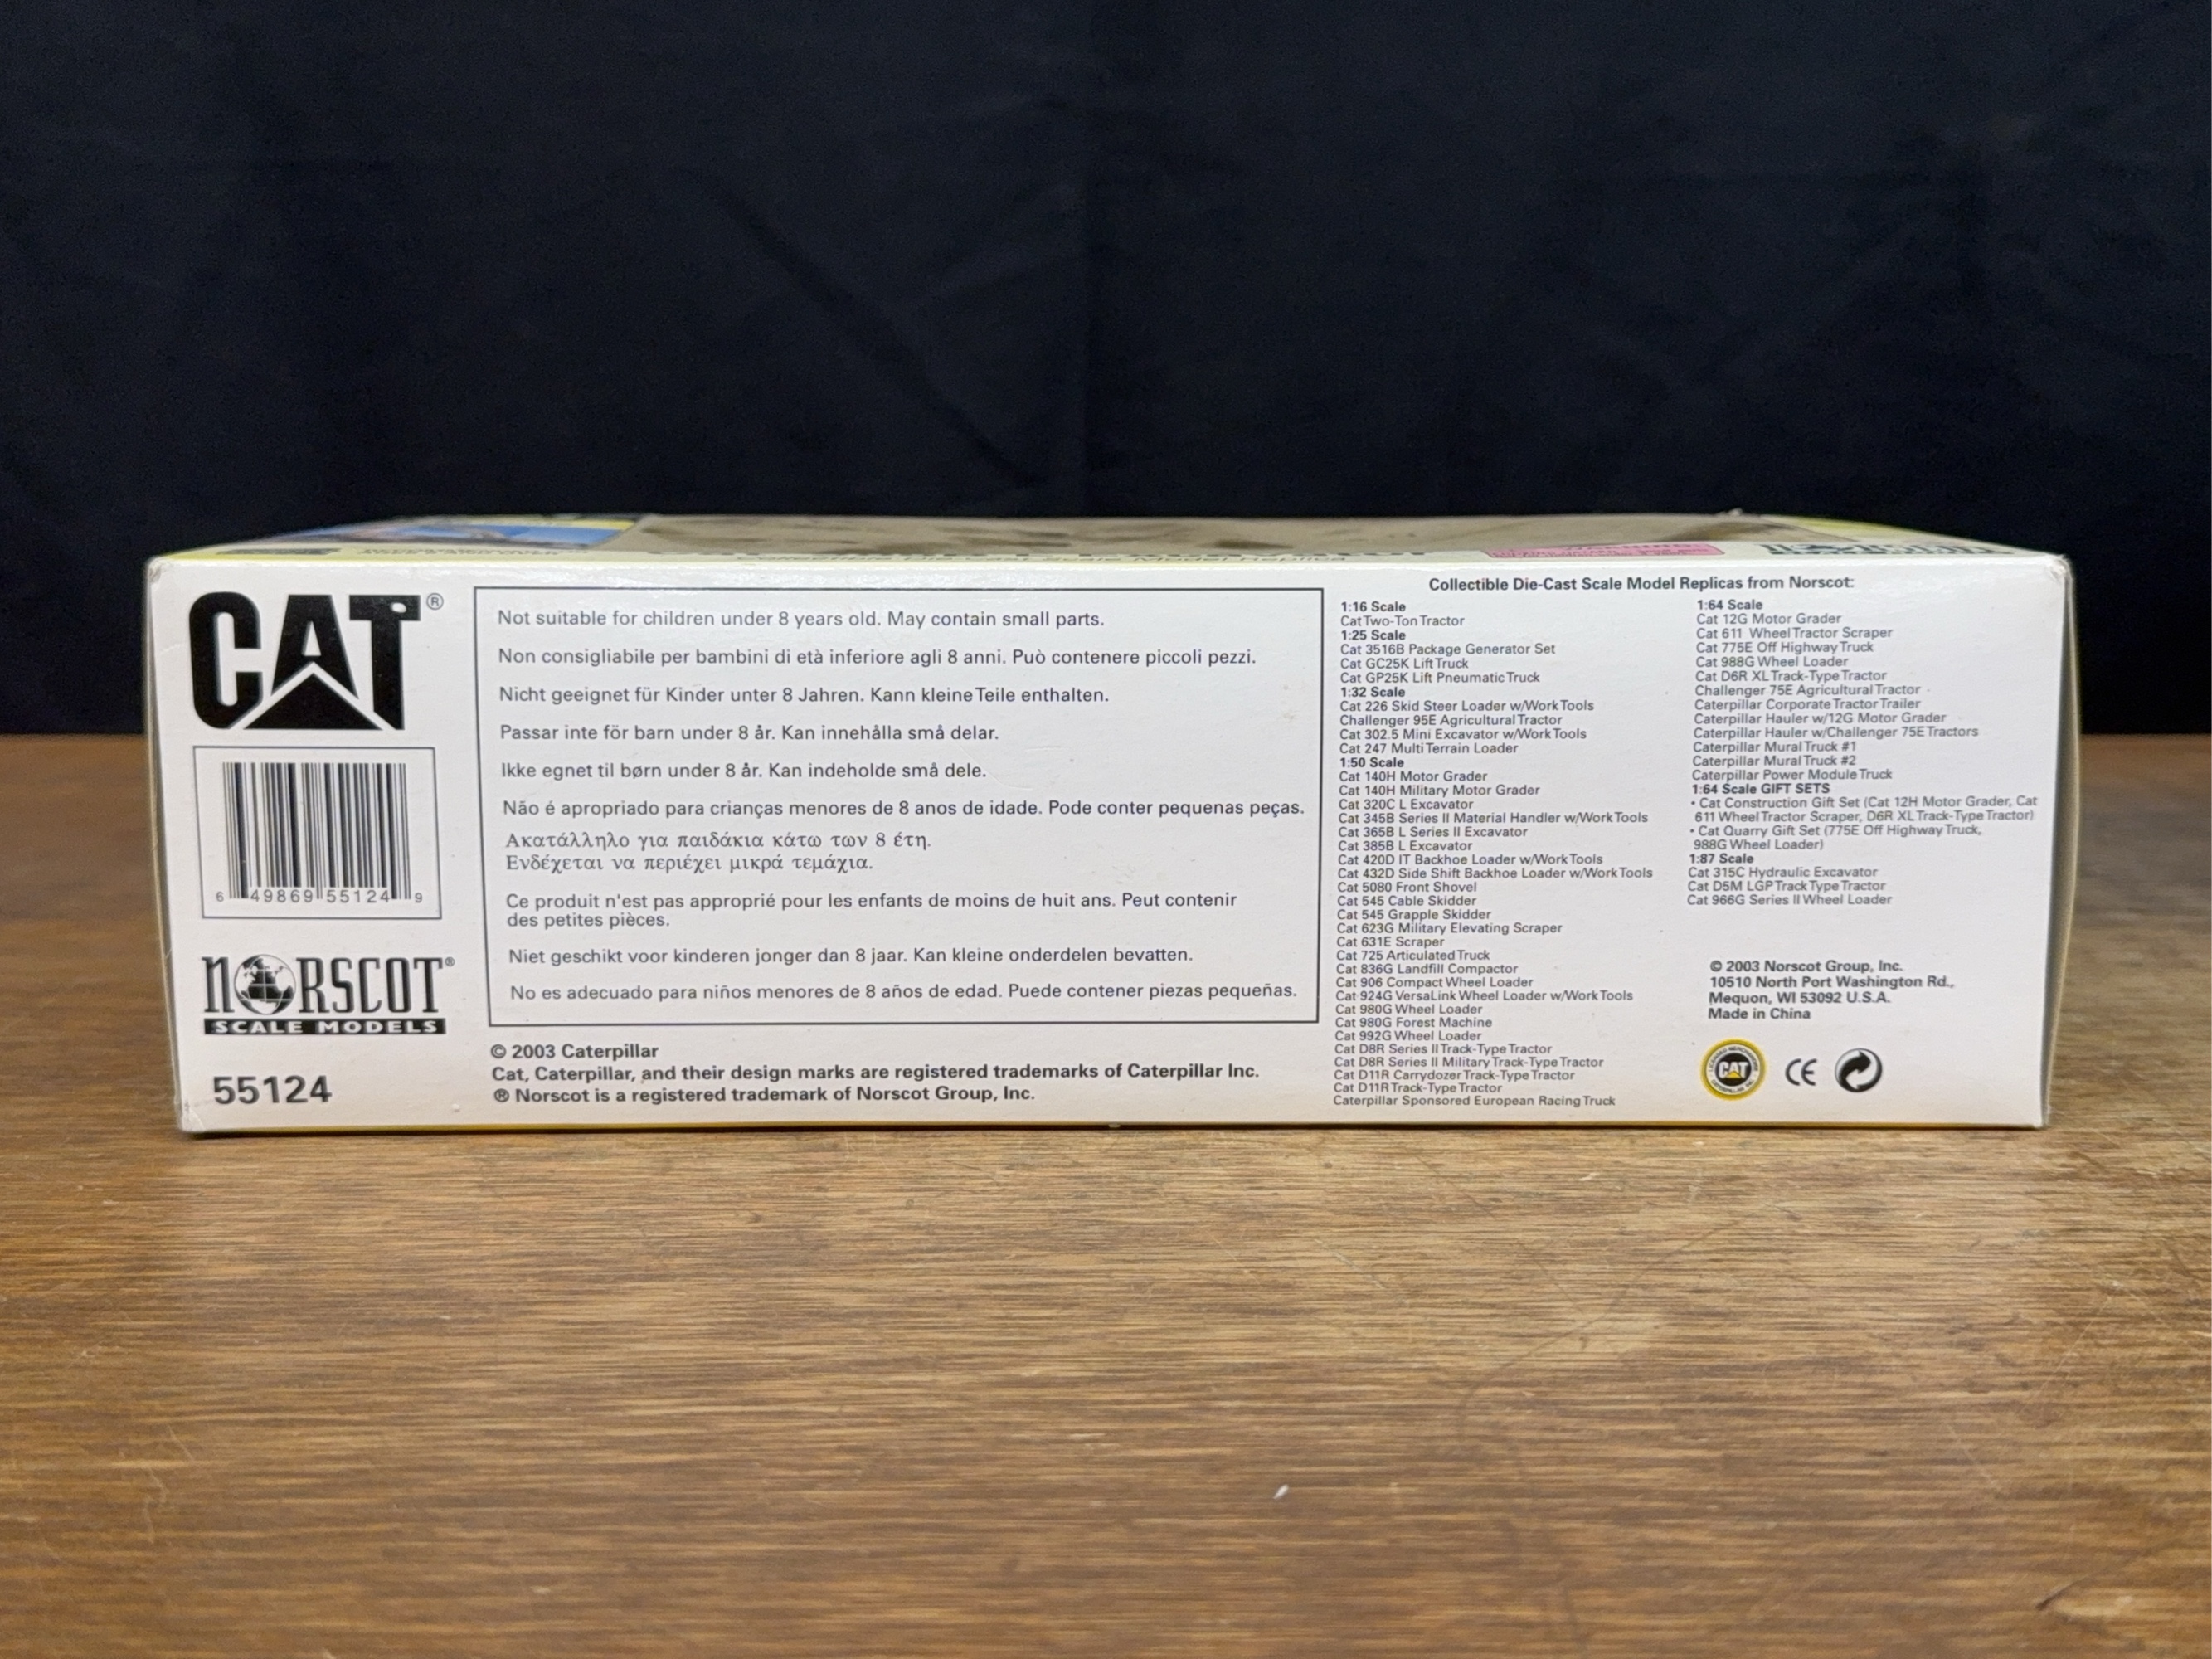 CAT®
6 49869 55124 9
NORSCOT®
SCALE MODELS
55124
Not suitable for children under 8 years old. May contain small parts.
Non consigliabile per bambini di età inferiore agli 8 anni. Può contenere piccoli pezzi.
Nicht geeignet für Kinder unter 8 Jahren. Kann kleine Teile enthalten.
Passar inte för barn under 8 år. Kan innehålla små delar.
Ikke egnet til børn under 8 år. Kan indeholde små dele.
Não é apropriado para crianças menores de 8 anos de idade. Pode conter pequenas peças.
Ακατάλληλο για παιδάκια κάτω των 8 έτη.
Ενδέχεται να περιέχει μικρά τεμάχια.
Ce produit n'est pas approprié pour les enfants de moins de huit ans. Peut contenir
des petites pièces.
Niet geschikt voor kinderen jonger dan 8 jaar. Kan kleine onderdelen bevatten.
No es adecuado para niños menores de 8 años de edad. Puede contener piezas pequeñas.
© 2003 Caterpillar
Cat, Caterpillar, and their design marks are registered trademarks of Caterpillar Inc.
® Norscot is a registered trademark of Norscot Group, Inc.
Collectible Die-Cast Scale Model Replicas from Norscot:
1:16 Scale
Cat Two-Ton Tractor
1:25 Scale
Cat 3516B Package Generator Set
Cat GC25K Lift Truck
Cat GP25K Lift Pneumatic Truck
1:32 Scale
Cat 226 Skid Steer Loader w/Work Tools
Challenger 95E Agricultural Tractor
Cat 302.5 Mini Excavator w/Work Tools
Cat 247 Multi Terrain Loader
1:50 Scale
Cat 140H Motor Grader
Cat 140H Military Motor Grader
Cat 320C L Excavator
Cat 345B Series II Material Handler w/Work Tools
Cat 365B L Series II Excavator
Cat 385B L Excavator
Cat 420D IT Backhoe Loader w/Work Tools
Cat 432D Side Shift Backhoe Loader w/Work Tools
Cat 5080 Front Shovel
Cat 545 Cable Skidder
Cat 545 Grapple Skidder
Cat 623G Military Elevating Scraper
Cat 631E Scraper
Cat 725 Articulated Truck
Cat 836G Landfill Compactor
Cat 906 Compact Wheel Loader
Cat 924G VersaLink Wheel Loader w/Work Tools
Cat 980G Wheel Loader
Cat 980G Forest Machine
Cat 992G Wheel Loader
Cat D8R Series II Track-Type Tractor
Cat D8R Series II Military Track-Type Tractor
Cat D11R Carrydozer Track-Type Tractor
Cat D11R Track-Type Tractor
Caterpillar Sponsored European Racing Truck
1:64 Scale
Cat 12G Motor Grader
Cat 611 Wheel Tractor Scraper
Cat 775E Off Highway Truck
Cat 988G Wheel Loader
Cat D6R XL Track-Type Tractor
Challenger 75E Agricultural Tractor
Caterpillar Corporate Tractor Trailer
Caterpillar Hauler w/12G Motor Grader
Caterpillar Hauler w/Challenger 75E Tractors
Caterpillar Mural Truck #1
Caterpillar Mural Truck #2
Caterpillar Power Module Truck
1:64 Scale GIFT SETS
• Cat Construction Gift Set (Cat 12H Motor Grader, Cat
611 Wheel Tractor Scraper, D6R XL Track-Type Tractor)
• Cat Quarry Gift Set (775E Off Highway Truck,
988G Wheel Loader)
1:87 Scale
Cat 315C Hydraulic Excavator
Cat D5M LGP Track Type Tractor
Cat 966G Series II Wheel Loader
© 2003 Norscot Group, Inc.
10510 North Port Washington Rd.,
Mequon, WI 53092 U.S.A.
Made in China
CAT
CE